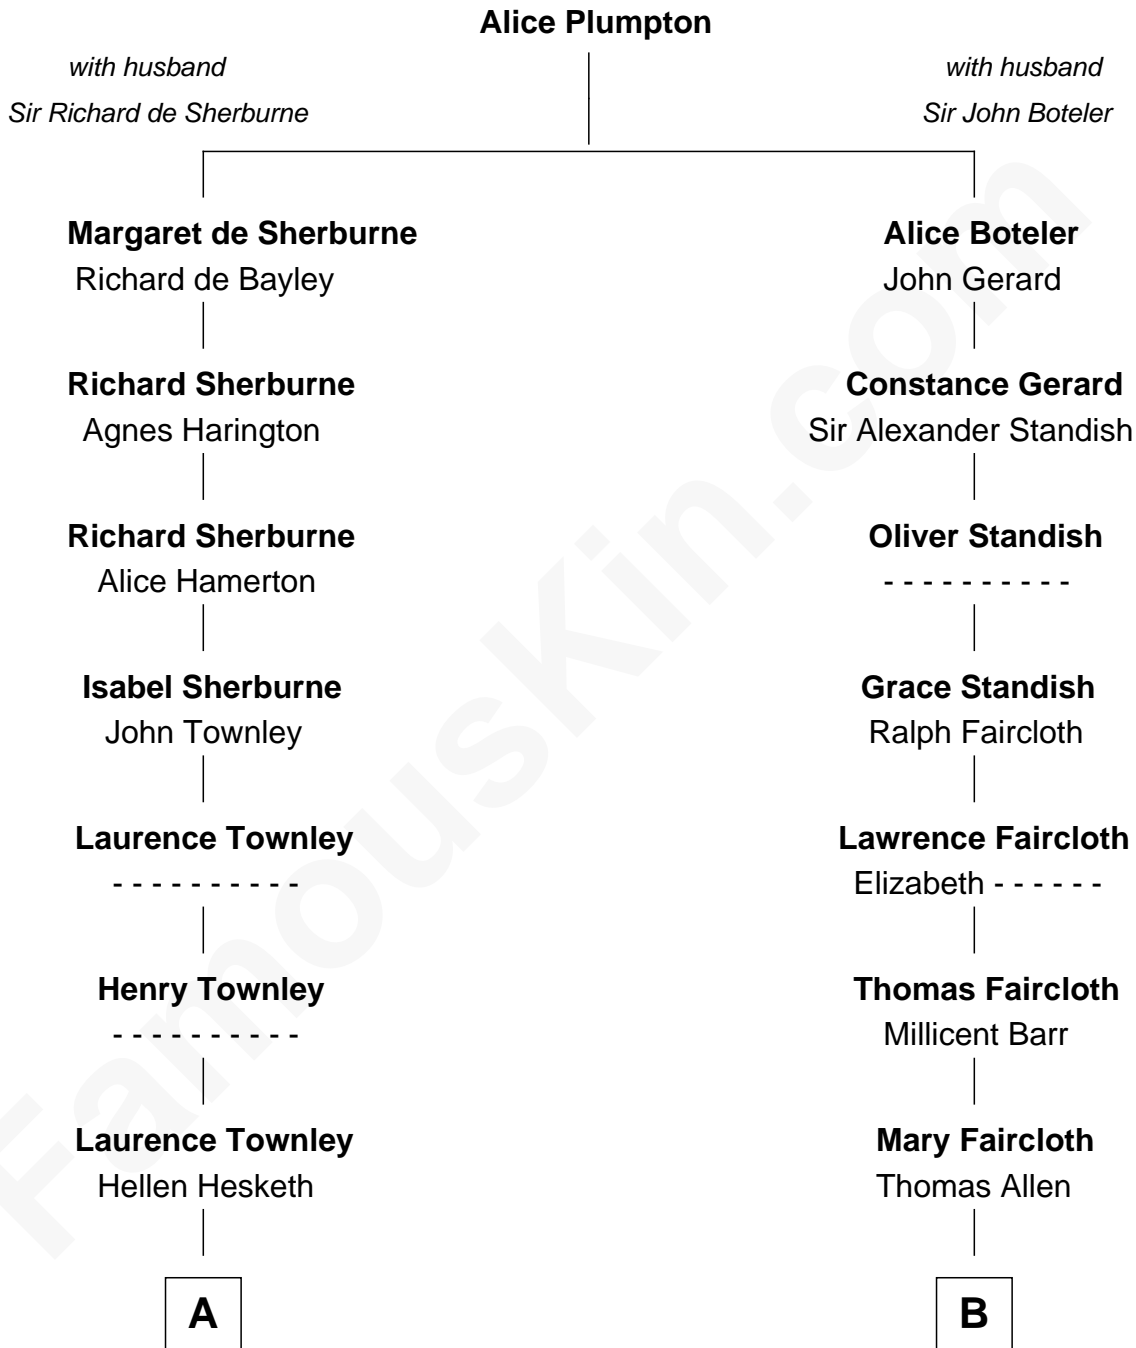 Alice Plumpton
with husband
Sir Richard de Sherburne
with husband
Sir John Boteler
Margaret de Sherburne
Richard de Bayley
Alice Boteler
John Gerard
Richard Sherburne
Agnes Harington
Constance Gerard
Sir Alexander Standish
Richard Sherburne
Alice Hamerton
Oliver Standish
- - - - - - - - - -
Isabel Sherburne
John Townley
Grace Standish
Ralph Faircloth
Laurence Townley
- - - - - - - - - -
Lawrence Faircloth
Elizabeth - - - - - -
Henry Townley
- - - - - - - - - -
Thomas Faircloth
Millicent Barr
Laurence Townley
Hellen Hesketh
Mary Faircloth
Thomas Allen
A
B
FamousKin.com